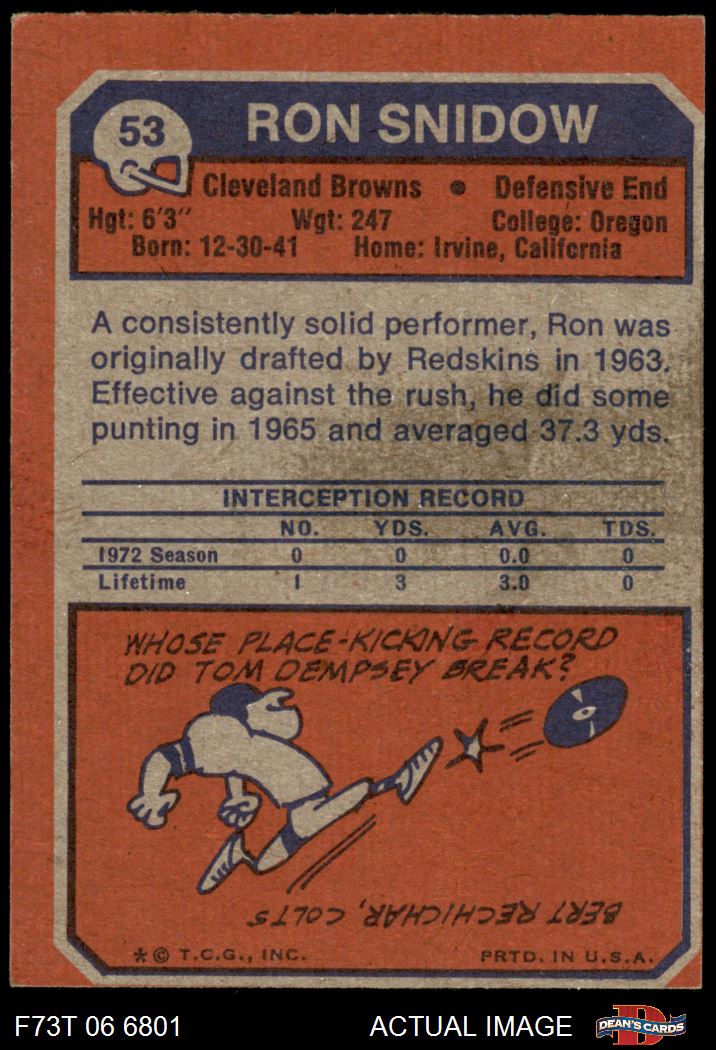 53
RON SNIDOW
Cleveland Browns • Defensive End
Hgt: 6'3" Wgt: 247 College: Oregon
Born: 12-30-41 Home: Irvine, California
A consistently solid performer, Ron was
originally drafted by Redskins in 1963.
Effective against the rush, he did some
punting in 1965 and averaged 37.3 yds.
INTERCEPTION RECORD
NO. YDS. AVG. TDS.
1972 Season 0 0 0.0 0
Lifetime 1 3 3.0 0
WHOSE PLACE-KICKING RECORD
DID TOM DEMPSEY BREAK?
BERT RECHICHAR, COLTS
* © T.C.G., INC. PRTD. IN U.S.A.
F73T 06 6801 ACTUAL IMAGE
D
DEAN'S CARDS